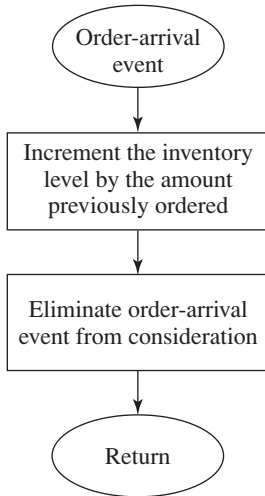 Order-arrival
event
Increment the inventory
level by the amount
previously ordered
Eliminate order-arrival
event from consideration
Return